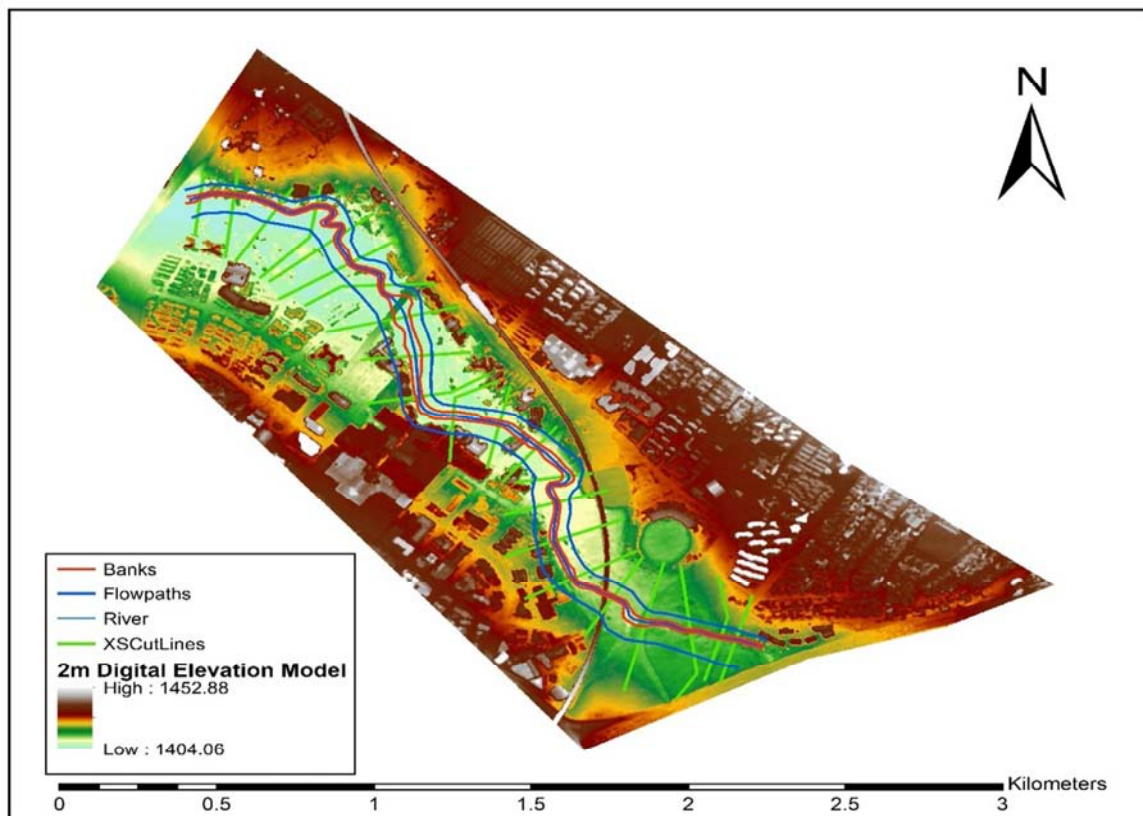 N
Banks
Flowpaths
River
XSCutLines
2m Digital Elevation Model
High : 1452.88
Low : 1404.06
Kilometers
0 0.5 1 1.5 2 2.5 3